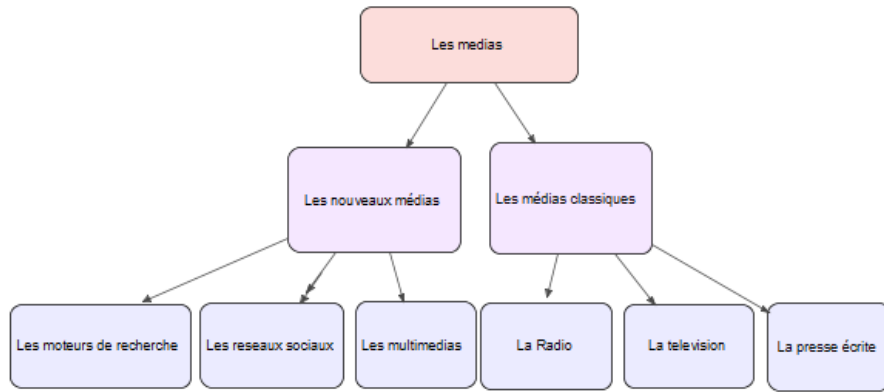 Les medias
Les nouveaux médias
Les médias classiques
Les moteurs de recherche
Les reseaux sociaux
Les multimedias
La Radio
La television
La presse écrite